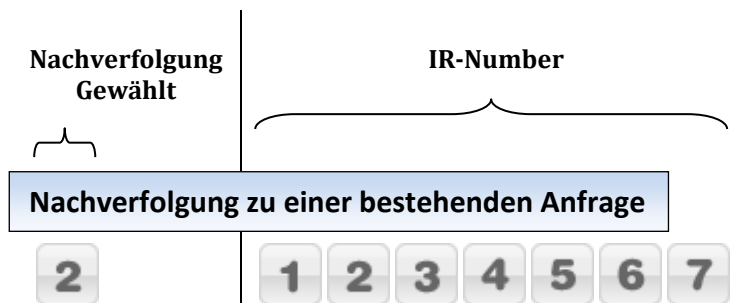 Nachverfolgung
Gewählt
IR-Number
Nachverfolgung zu einer bestehenden Anfrage
2
1 2 3 4 5 6 7